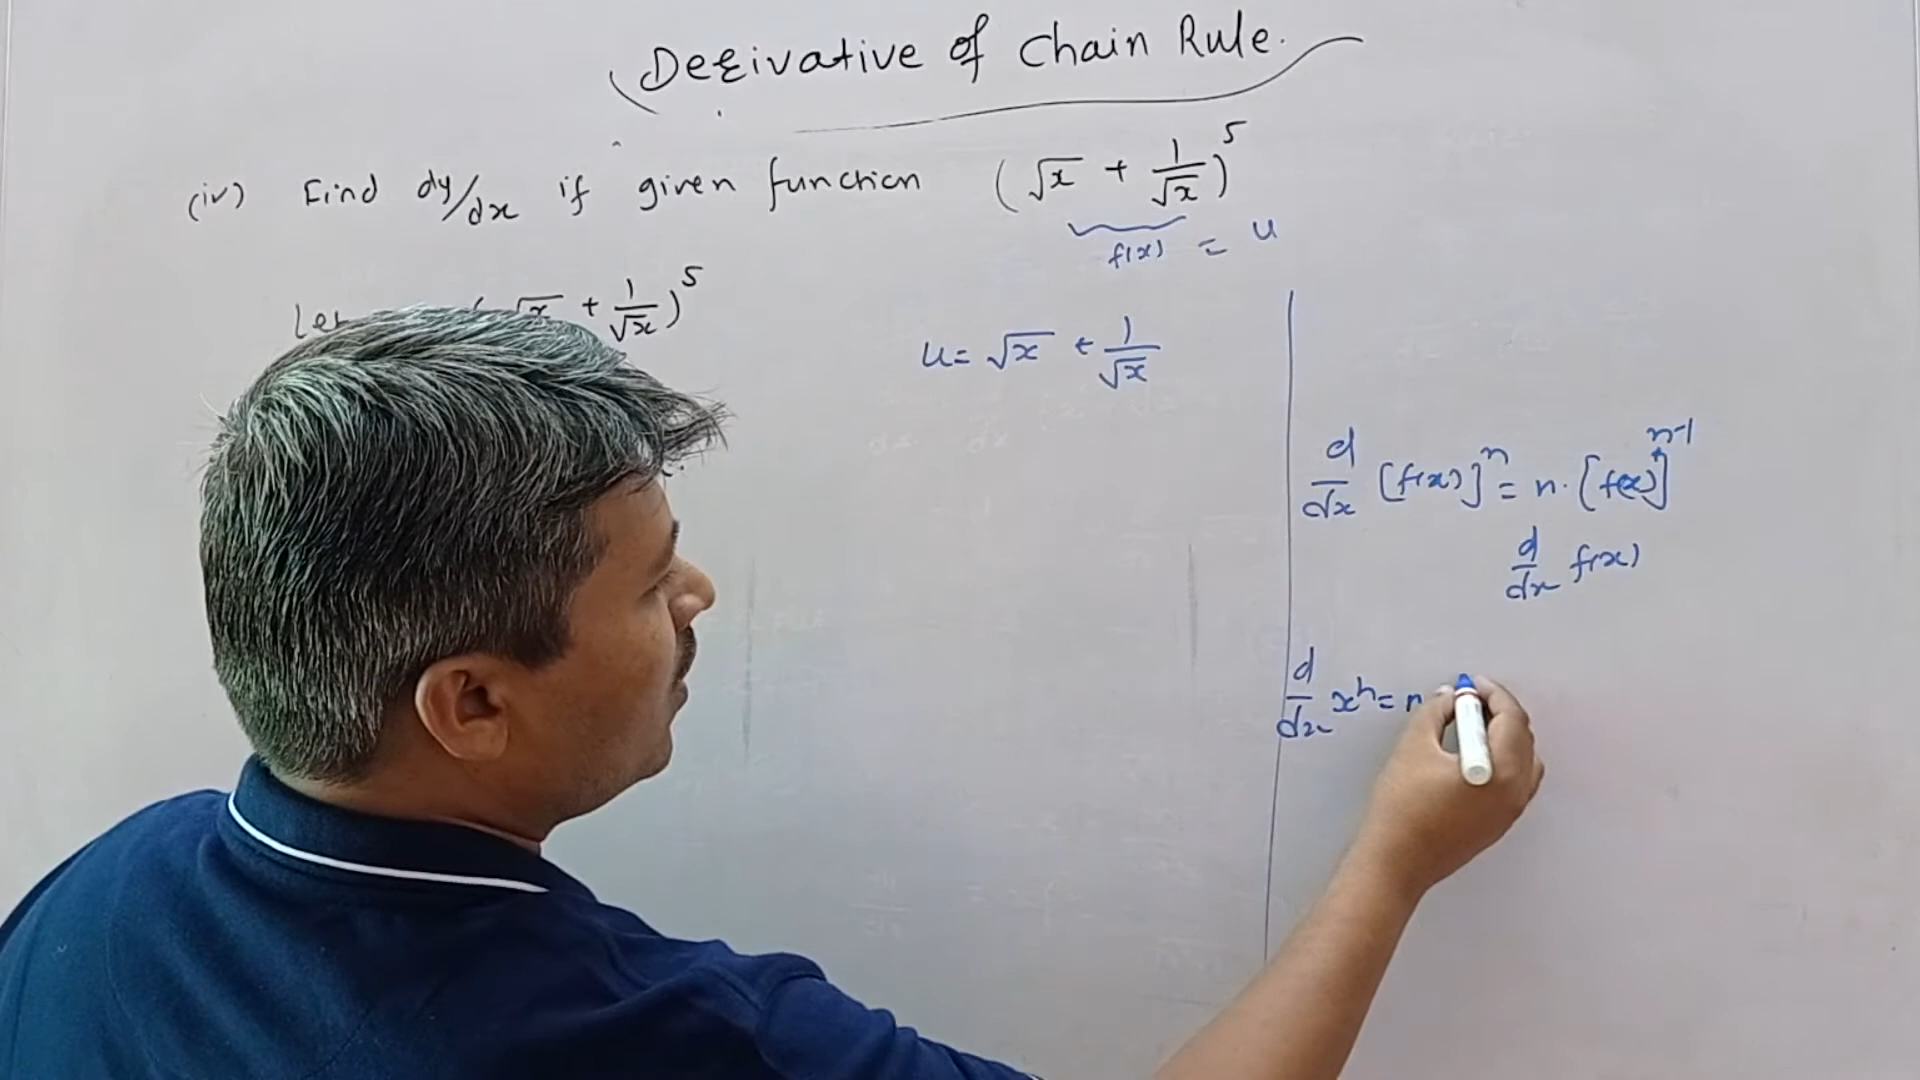 Derivative of Chain Rule.
(iv) Find dy/dx if given function (√x + 1/√x)^5
f(x) = u
Let (√x + 1/√x)^5
u = √x + 1/√x
d/dx [f(x)]^n = n·[f(x)]^n-1
d/dx f(x)
d/dx x^n = n